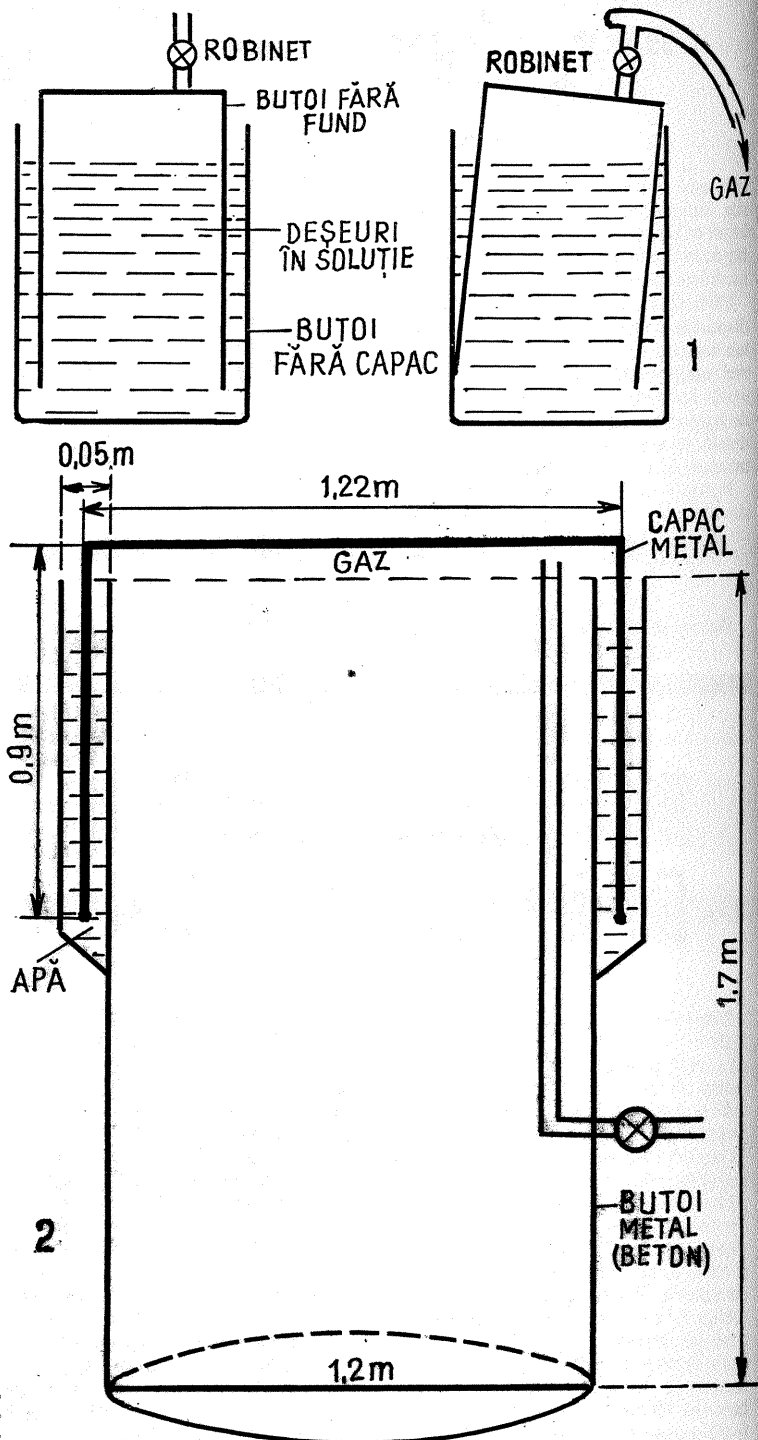 ROBINET
BUTOI FĂRĂ
FUND
DEȘEURI
ÎN SOLUȚIE
BUTOI
FĂRĂ CAPAC
ROBINET
GAZ
1
0,05m
1,22m
CAPAC
METAL
GAZ
0,9m
APĂ
1,7m
BUTOI
METAL
(BETON)
2
1,2m